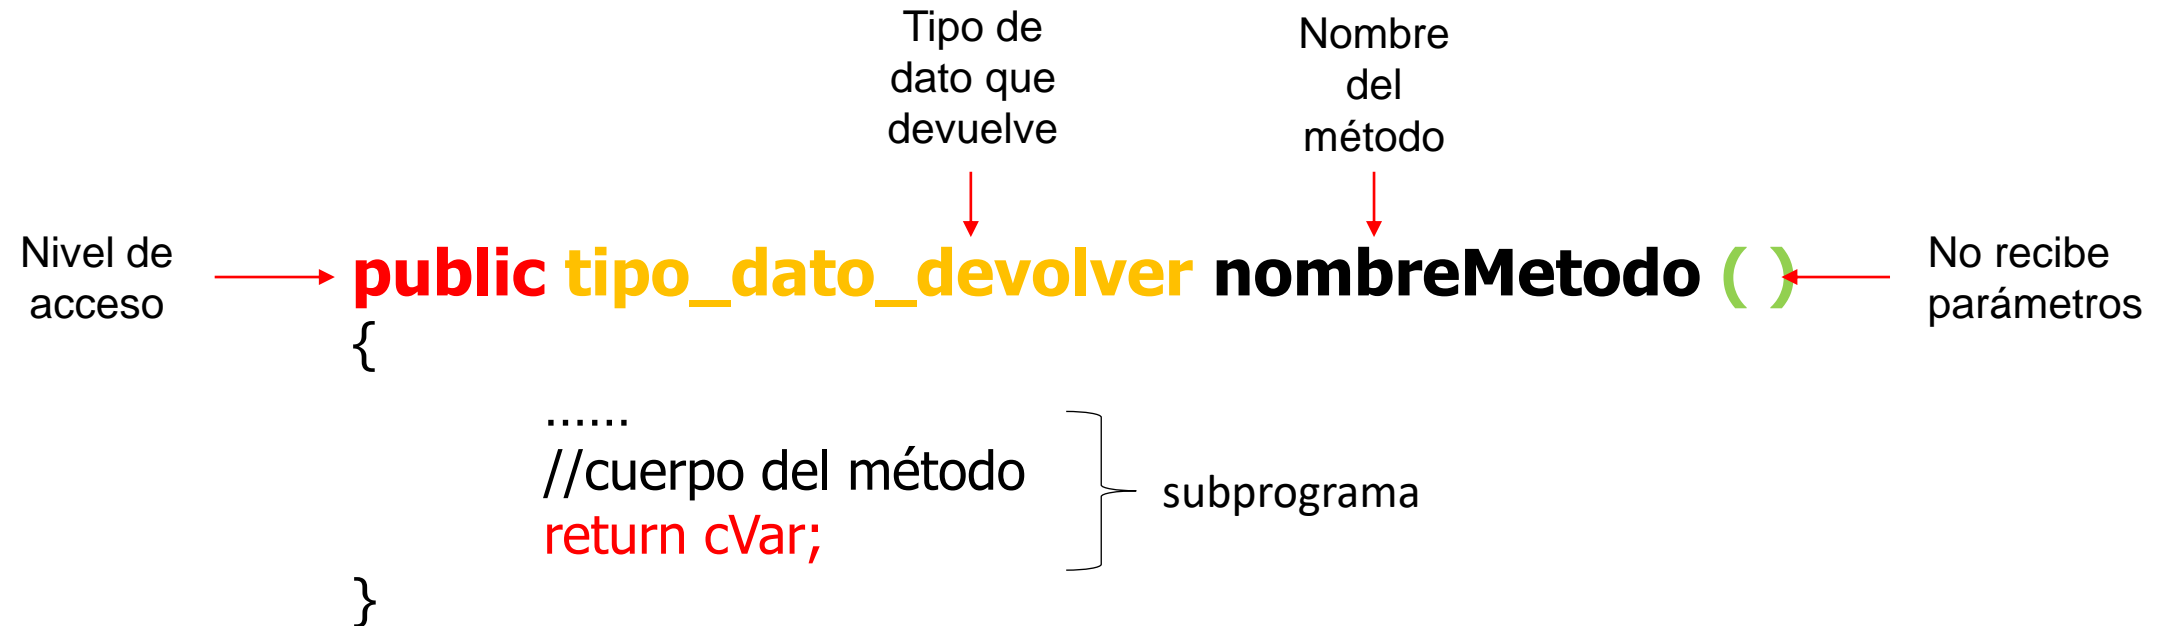 Tipo de
dato que
devuelve
Nombre
del
método
Nivel de
acceso
public tipo_dato_devolver nombreMetodo ( )
No recibe
parámetros
{
......
//cuerpo del método
return cVar;
subprograma
}